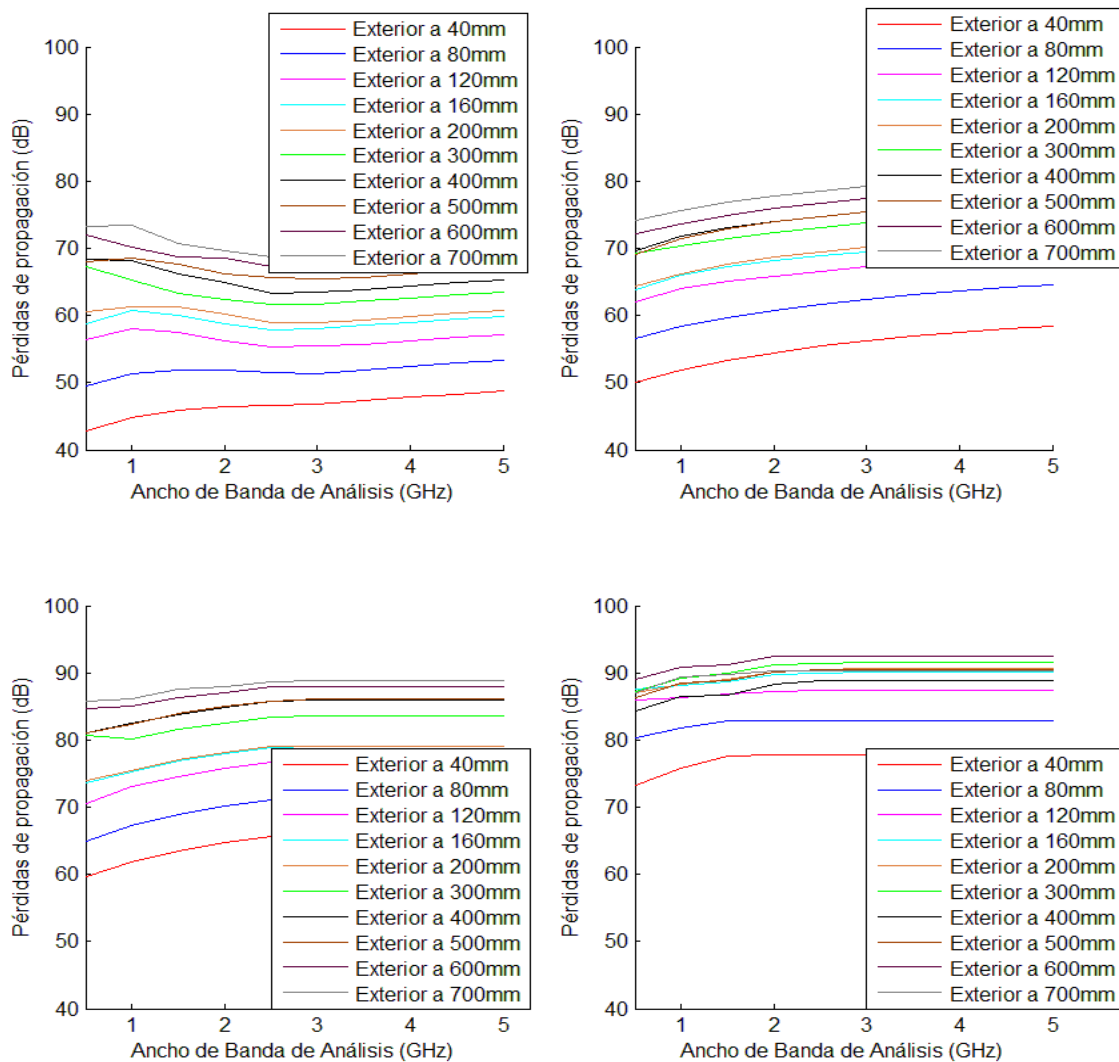 100
90
80
70
60
50
40
Pérdidas de propagación (dB)
1 2 3 4 5
Ancho de Banda de Análisis (GHz)
Exterior a 40mm
Exterior a 80mm
Exterior a 120mm
Exterior a 160mm
Exterior a 200mm
Exterior a 300mm
Exterior a 400mm
Exterior a 500mm
Exterior a 600mm
Exterior a 700mm
100
90
80
70
60
50
40
Pérdidas de propagación (dB)
1 2 3 4 5
Ancho de Banda de Análisis (GHz)
Exterior a 40mm
Exterior a 80mm
Exterior a 120mm
Exterior a 160mm
Exterior a 200mm
Exterior a 300mm
Exterior a 400mm
Exterior a 500mm
Exterior a 600mm
Exterior a 700mm
100
90
80
70
60
50
40
Pérdidas de propagación (dB)
1 2 3 4 5
Ancho de Banda de Análisis (GHz)
Exterior a 40mm
Exterior a 80mm
Exterior a 120mm
Exterior a 160mm
Exterior a 200mm
Exterior a 300mm
Exterior a 400mm
Exterior a 500mm
Exterior a 600mm
Exterior a 700mm
100
90
80
70
60
50
40
Pérdidas de propagación (dB)
1 2 3 4 5
Ancho de Banda de Análisis (GHz)
Exterior a 40mm
Exterior a 80mm
Exterior a 120mm
Exterior a 160mm
Exterior a 200mm
Exterior a 300mm
Exterior a 400mm
Exterior a 500mm
Exterior a 600mm
Exterior a 700mm